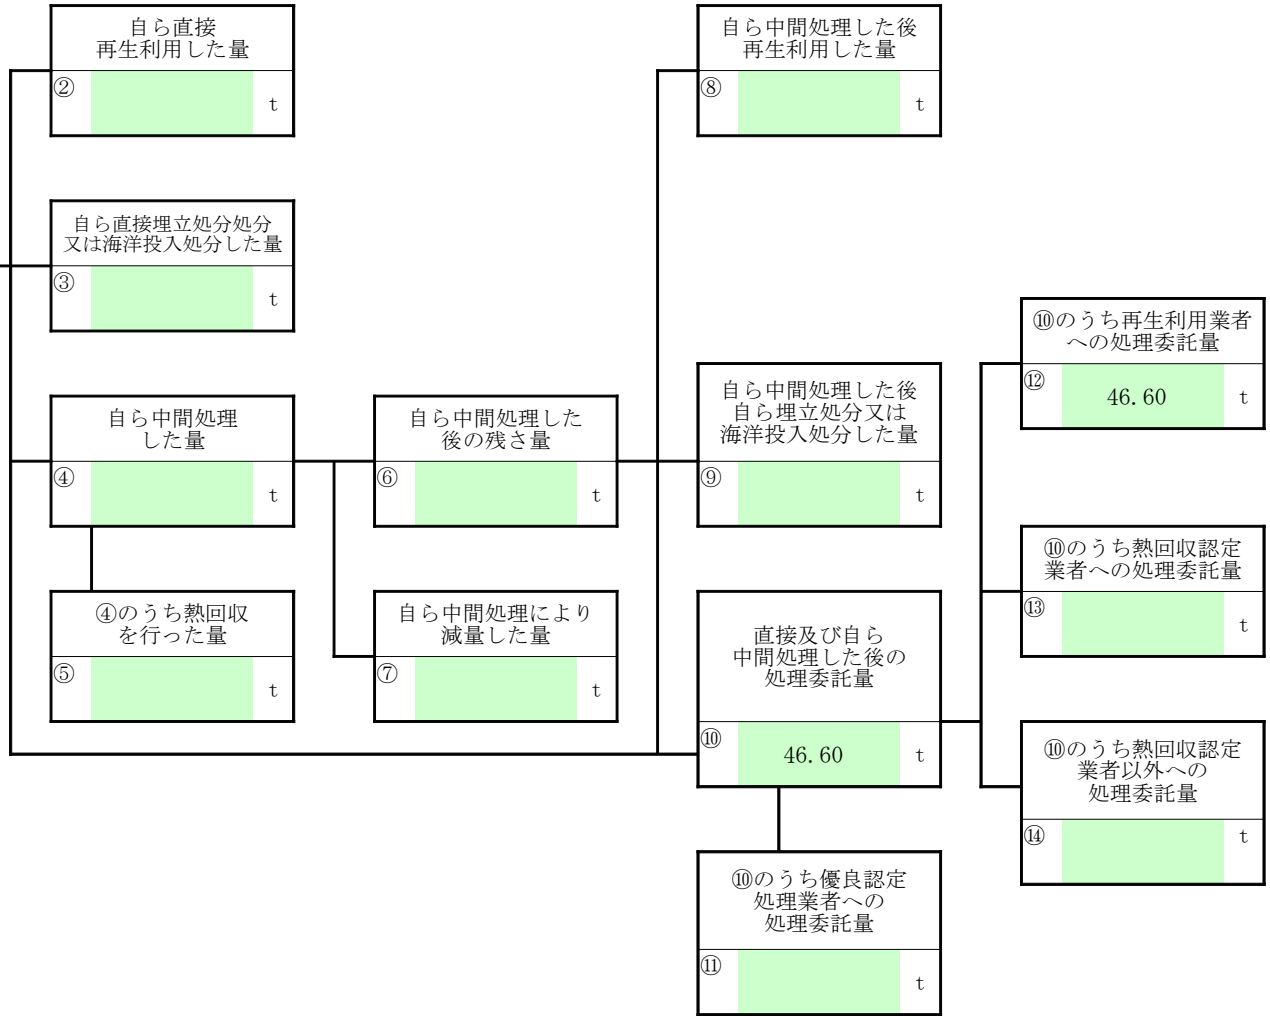 自ら直接
再生利用した量
②
t
自ら中間処理した後
再生利用した量
⑧
t
自ら直接埋立処分処分
又は海洋投入処分した量
③
t
⑩のうち再生利用業者
への処理委託量
⑫
46.60
t
自ら中間処理
した量
④
t
自ら中間処理した
後の残さ量
⑥
t
自ら中間処理した後
自ら埋立処分又は
海洋投入処分した量
⑨
t
⑩のうち熱回収認定
業者への処理委託量
⑬
t
④のうち熱回収
を行った量
⑤
t
自ら中間処理により
減量した量
⑦
t
直接及び自ら
中間処理した後の
処理委託量
⑩
46.60
t
⑩のうち熱回収認定
業者以外への
処理委託量
⑭
t
⑩のうち優良認定
処理業者への
処理委託量
⑪
t